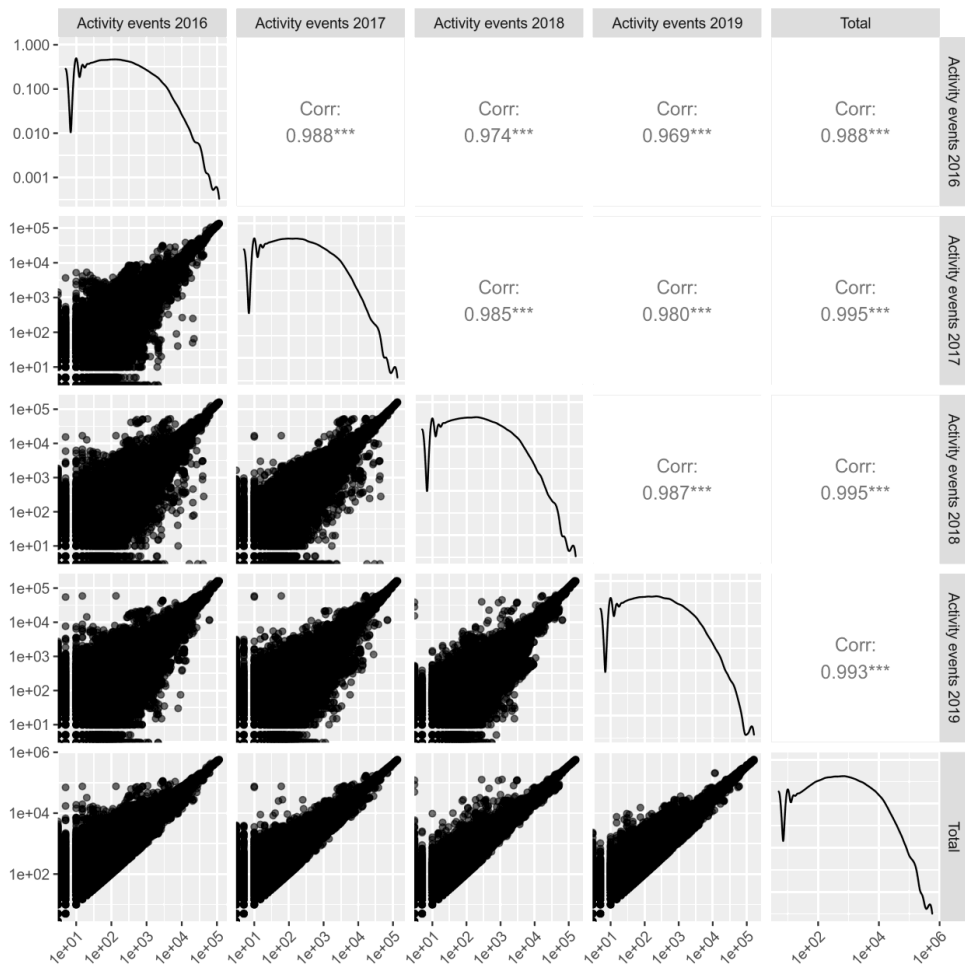 Activity events 2016 Activity events 2017 Activity events 2018 Activity events 2019 Total
1.000
0.100
0.010
0.001
Corr:
0.988***
Corr:
0.974***
Corr:
0.969***
Corr:
0.988***
Activity events 2016
1e+05
1e+04
1e+03
1e+02
1e+01
Corr:
0.985***
Corr:
0.980***
Corr:
0.995***
Activity events 2017
1e+05
1e+04
1e+03
1e+02
1e+01
Corr:
0.987***
Corr:
0.995***
Activity events 2018
1e+05
1e+04
1e+03
1e+02
1e+01
Corr:
0.993***
Activity events 2019
1e+06
1e+04
1e+02
Total
1e+01 1e+02 1e+03 1e+04 1e+05 1e+01 1e+02 1e+03 1e+04 1e+05 1e+01 1e+02 1e+03 1e+04 1e+05 1e+01 1e+02 1e+03 1e+04 1e+05 1e+02 1e+04 1e+06